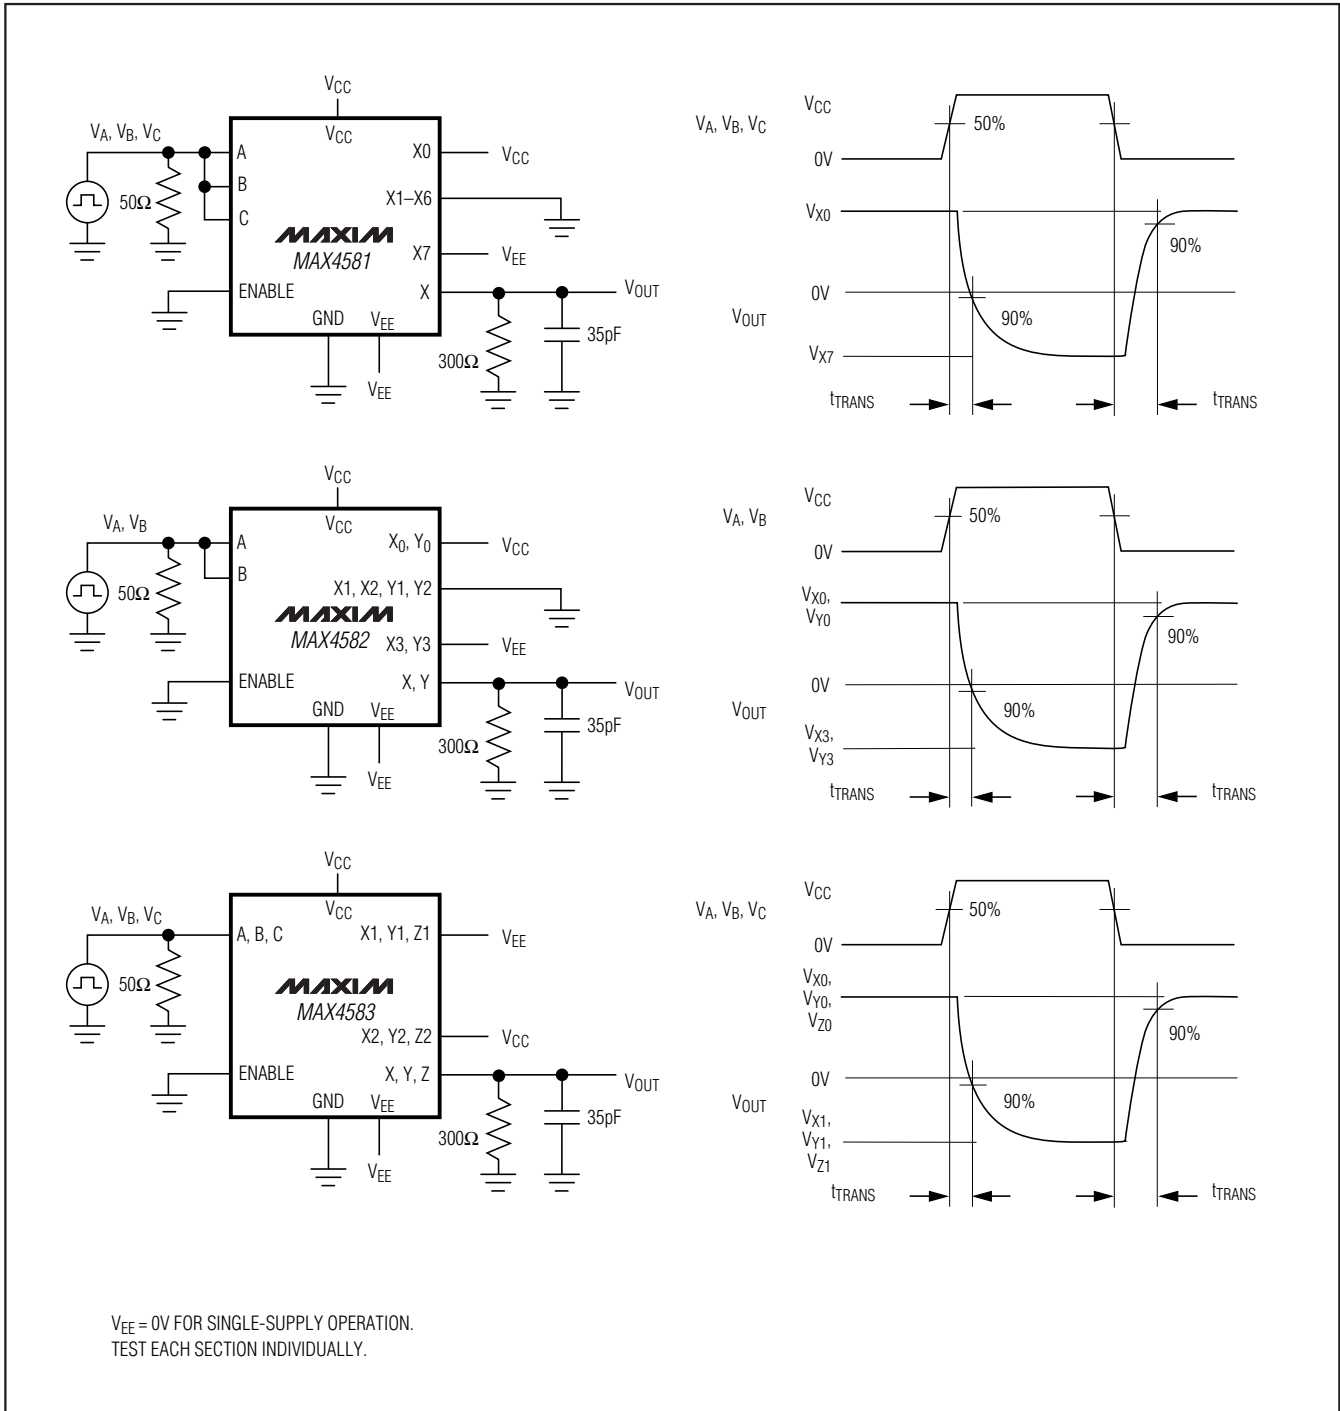 VCC
VCC
VA, VB, VC
A
B
C
50Ω
X0
VCC
X1–X6
MAXIM
MAX4581
X7
VEE
ENABLE
X
VOUT
GND
VEE
300Ω
35pF
VEE
VA, VB, VC
VCC
50%
0V
VX0
90%
0V
VOUT
90%
VX7
tTRANS
tTRANS
VCC
VCC
VA, VB
A
B
50Ω
X0, Y0
VCC
X1, X2, Y1, Y2
MAXIM
MAX4582
X3, Y3
VEE
ENABLE
X, Y
VOUT
GND
VEE
300Ω
35pF
VEE
VA, VB
VCC
50%
0V
VX0,
VY0
90%
0V
VOUT
90%
VX3,
VY3
tTRANS
tTRANS
VCC
VCC
VA, VB, VC
A, B, C
50Ω
X1, Y1, Z1
VEE
MAXIM
MAX4583
X2, Y2, Z2
VCC
ENABLE
X, Y, Z
VOUT
GND
VEE
300Ω
35pF
VEE
VA, VB, VC
VCC
50%
0V
VX0,
VY0,
VZ0
90%
0V
VOUT
90%
VX1,
VY1,
VZ1
tTRANS
tTRANS
VEE = 0V FOR SINGLE-SUPPLY OPERATION.
TEST EACH SECTION INDIVIDUALLY.